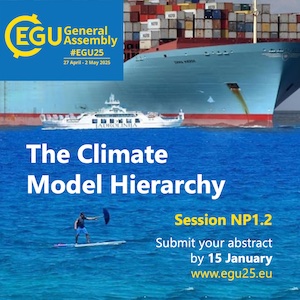 EGU General
Assembly
#EGU25
27 April - 2 May 2025
JADROLINIJA
The Climate
Model Hierarchy
Session NP1.2
Submit your abstract
by 15 January
www.egu25.eu